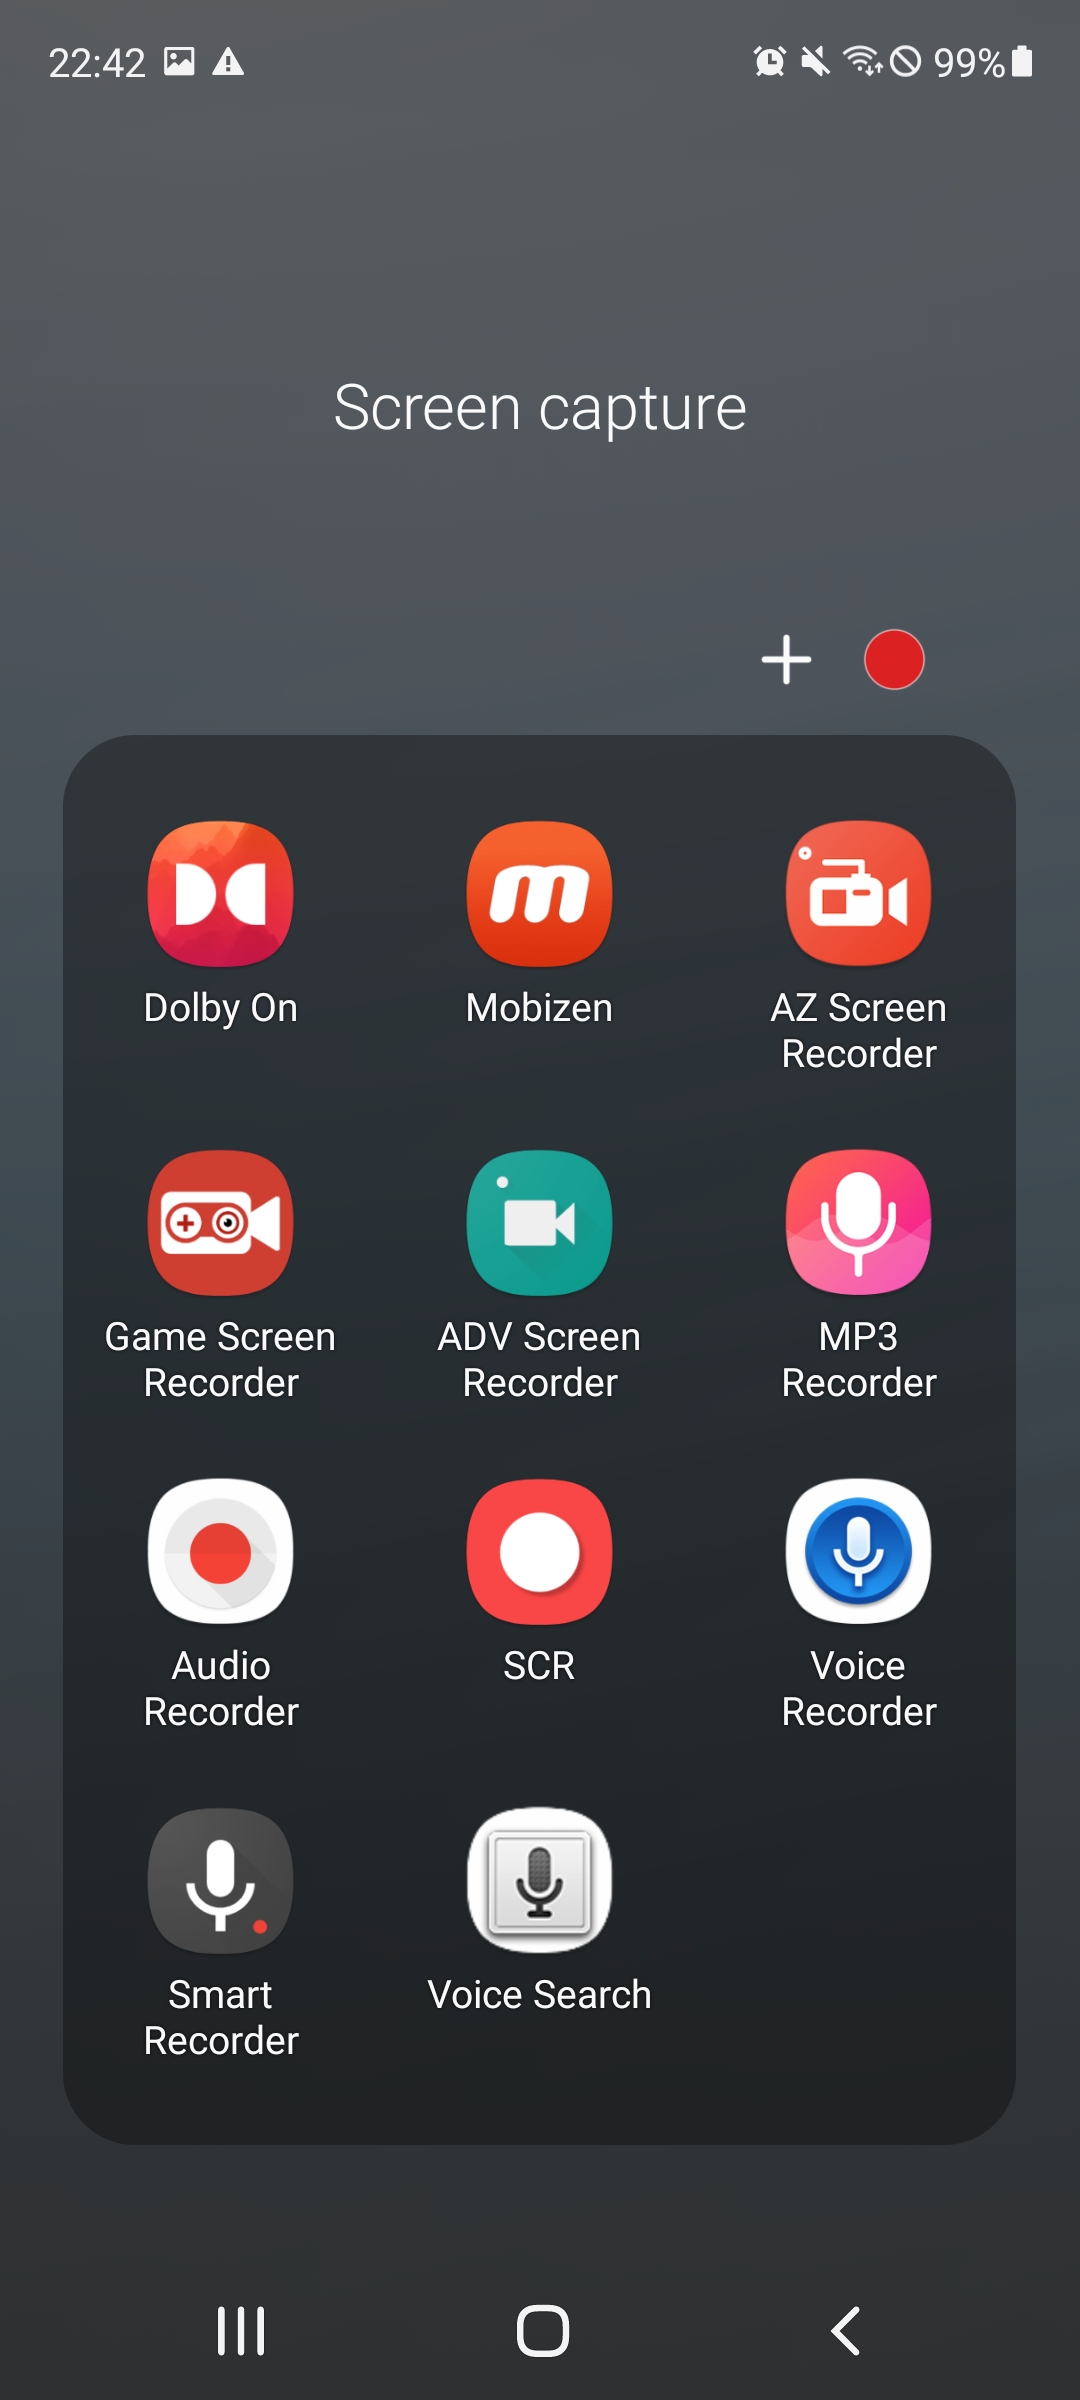 22:42
99%
Screen capture
Dolby On
Mobizen
AZ Screen
Recorder
Game Screen
Recorder
ADV Screen
Recorder
MP3
Recorder
Audio
Recorder
SCR
Voice
Recorder
Smart
Recorder
Voice Search